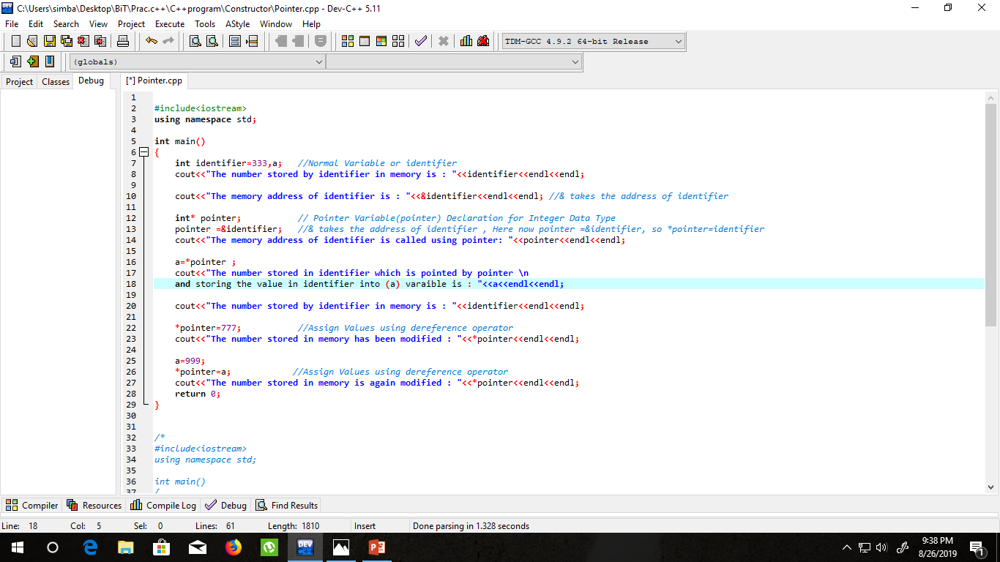 C:\Users\simba\Desktop\BiT\Prac.c++\C++program\Constructor\Pointer.cpp - Dev-C++ 5.11
File Edit Search View Project Execute Tools AStyle Window Help
TDM-GCC 4.9.2 64-bit Release
(globals)
Project Classes Debug [*] Pointer.cpp
1
2 #include<iostream>
3 using namespace std;
4
5 int main()
6 {
7 int identifier=333,a; //Normal Variable or identifier
8 cout<<"The number stored by identifier in memory is : "<<identifier<<endl<<endl;
9
10 cout<<"The memory address of identifier is : "<<&identifier<<endl<<endl; //& takes the address of identifier
11
12 int* pointer; // Pointer Variable(pointer) Declaration for Integer Data Type
13 pointer =&identifier; //& takes the address of identifier , Here now pointer =&identifier, so *pointer=identifier
14 cout<<"The memory address of identifier is called using pointer: "<<pointer<<endl<<endl;
15
16 a=*pointer ;
17 cout<<"The number stored in identifier which is pointed by pointer \n
18 and storing the value in identifier into (a) varaible is : "<<a<<endl<<endl;
19
20 cout<<"The number stored by identifier in memory is : "<<identifier<<endl<<endl;
21
22 *pointer=777; //Assign Values using dereference operator
23 cout<<"The number stored in memory has been modified : "<<*pointer<<endl<<endl;
24
25 a=999;
26 *pointer=a; //Assign Values using dereference operator
27 cout<<"The number stored in memory is again modified : "<<*pointer<<endl<<endl;
28 return 0;
29 }
30
31
32 /*
33 #include<iostream>
34 using namespace std;
35
36 int main()
37 {
Compiler Resources Compile Log Debug Find Results
Line: 18 Col: 5 Sel: 0 Lines: 61 Length: 1810 Insert Done parsing in 1.328 seconds
9:38 PM
8/26/2019
1